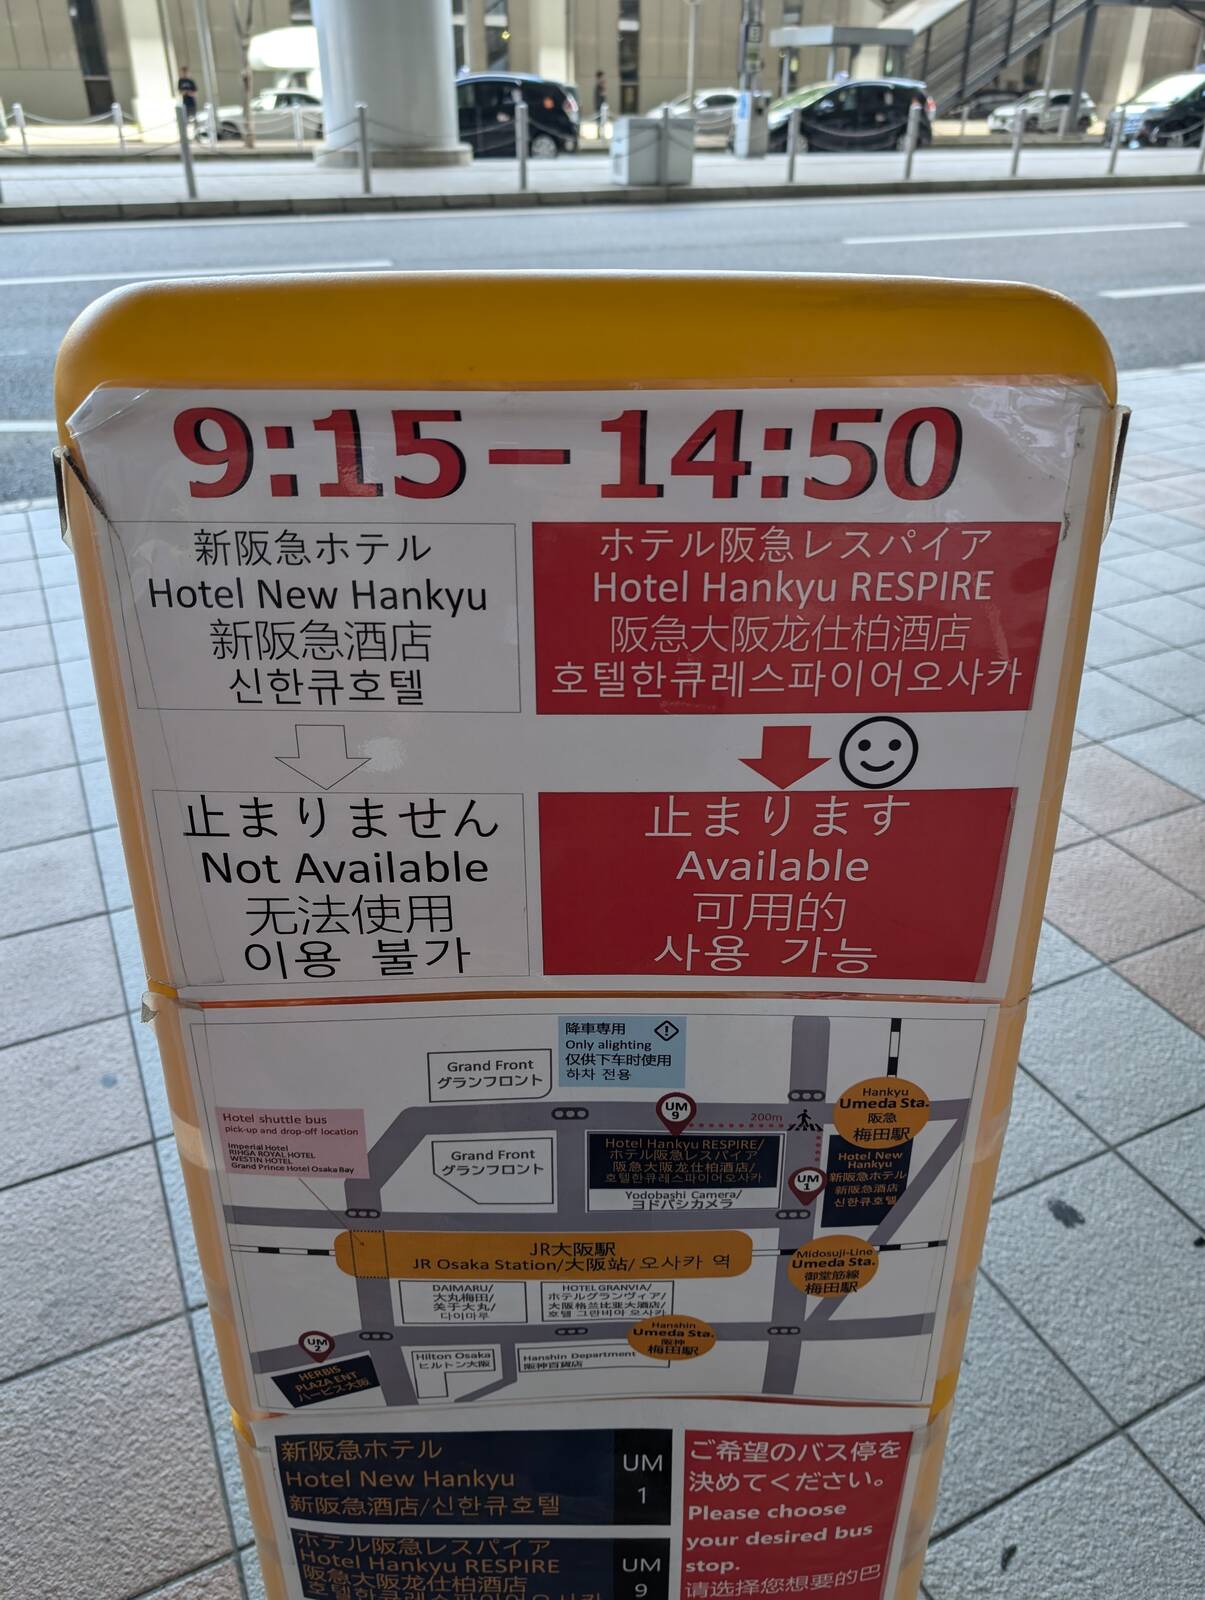 9:15－14:50
新阪急ホテル
Hotel New Hankyu
新阪急酒店
신한큐호텔
ホテル阪急レスパイア
Hotel Hankyu RESPIRE
阪急大阪龙仕柏酒店
호텔한큐레스파이어오사카
止まりません
Not Available
无法使用
이용 불가
止まります
Available
可用的
사용 가능
降車専用
Only alighting
仅供下车时使用
하차 전용
Grand Front
グランフロント
Hotel shuttle bus
pick-up and drop-off location
Imperial Hotel
RIHGA ROYAL HOTEL
WESTIN HOTEL
Grand Prince Hotel Osaka Bay
UM
9
200m
Hankyu
Umeda Sta.
阪急
梅田駅
Grand Front
グランフロント
Hotel Hankyu RESPIRE/
ホテル阪急レスパイア
阪急大阪龙仕柏酒店/
호텔한큐레스파이어오사카
Yodobashi Camera/
ヨドバシカメラ
UM
1
Hotel New
Hankyu
新阪急ホテル
新阪急酒店
신한큐호텔
JR大阪駅
JR Osaka Station/大阪站/오사카 역
Midosuji-Line
Umeda Sta.
御堂筋線
梅田駅
DAIMARU/
大丸梅田/
关于大丸/
다이마루
HOTEL GRANVIA/
ホテルグランヴィア/
大阪格兰比亚大酒店/
호텔 그란비아 오사카
Hanshin
Umeda Sta.
阪神
梅田駅
UM
2
HERBIS
PLAZA ENT
ハービス大阪
Hilton Osaka
ヒルトン大阪
Hanshin Department
阪神百貨店
新阪急ホテル
Hotel New Hankyu
新阪急酒店/신한큐호텔
UM
1
ホテル阪急レスパイア
Hotel Hankyu RESPIRE
阪急大阪龙仕柏酒店
호텔한큐레스파이어오사카
UM
9
ご希望のバス停を
決めてください。
Please choose
your desired bus
stop.
请选择您想要的巴